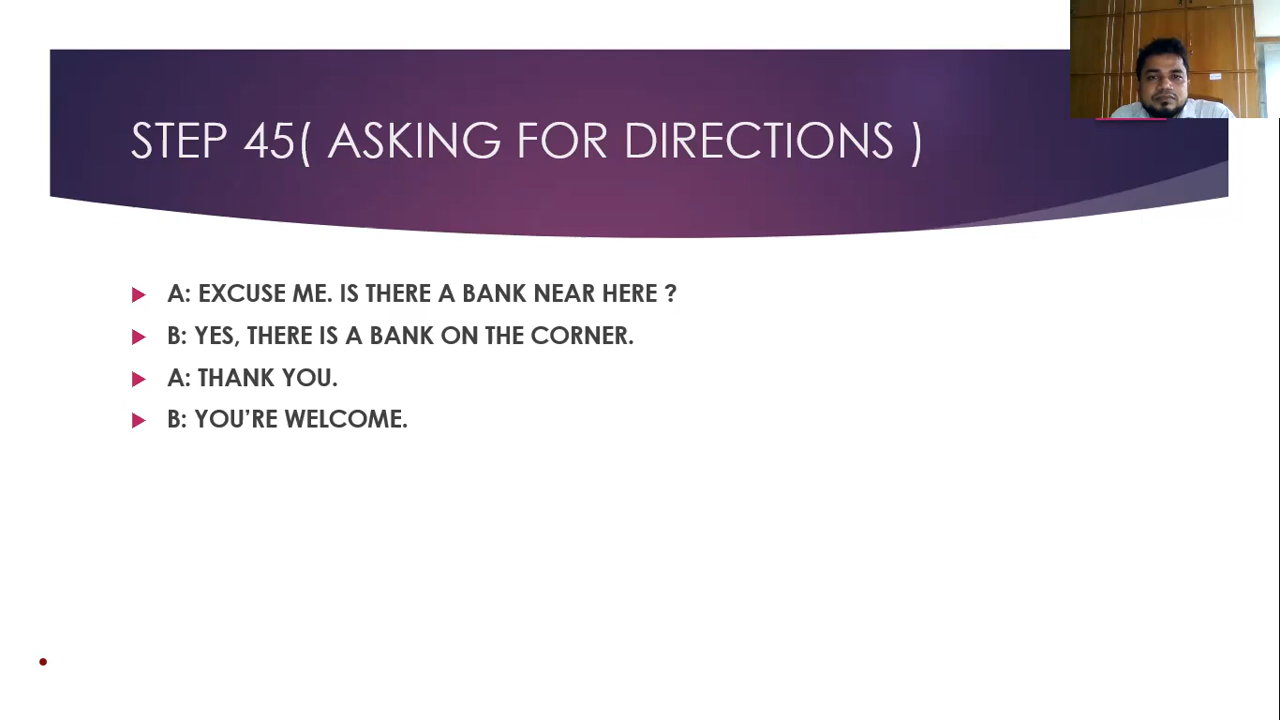 STEP 45( ASKING FOR DIRECTIONS )
A: EXCUSE ME. IS THERE A BANK NEAR HERE ?
B: YES, THERE IS A BANK ON THE CORNER.
A: THANK YOU.
B: YOU’RE WELCOME.